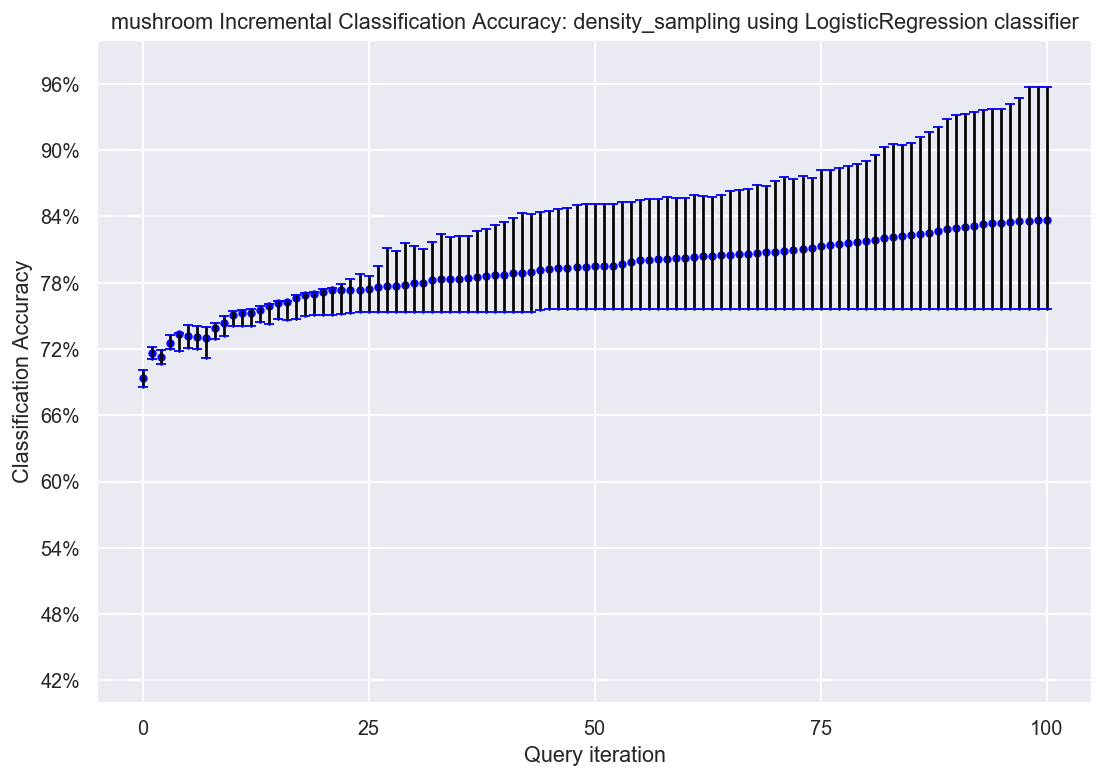 mushroom Incremental Classification Accuracy: density_sampling using LogisticRegression classifier
96%
90%
84%
78%
72%
66%
60%
54%
48%
42%
Classification Accuracy
0 25 50 75 100
Query iteration